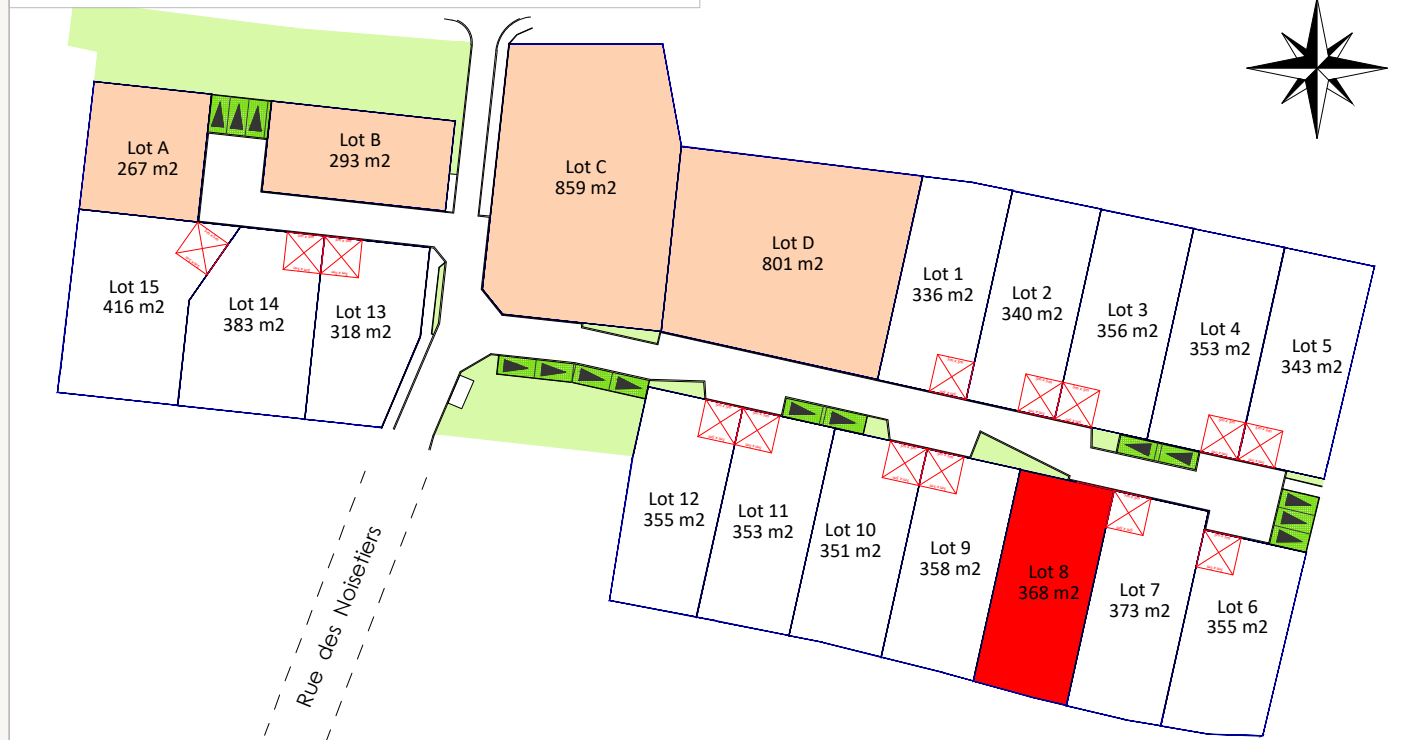 Lot A
267 m2
Lot B
293 m2
Lot C
859 m2
Lot D
801 m2
Lot 1
336 m2
Lot 2
340 m2
Lot 3
356 m2
Lot 4
353 m2
Lot 5
343 m2
Lot 15
416 m2
Lot 14
383 m2
Lot 13
318 m2
Lot 12
355 m2
Lot 11
353 m2
Lot 10
351 m2
Lot 9
358 m2
Lot 8
368 m2
Lot 7
373 m2
Lot 6
355 m2
Rue des Noisetiers